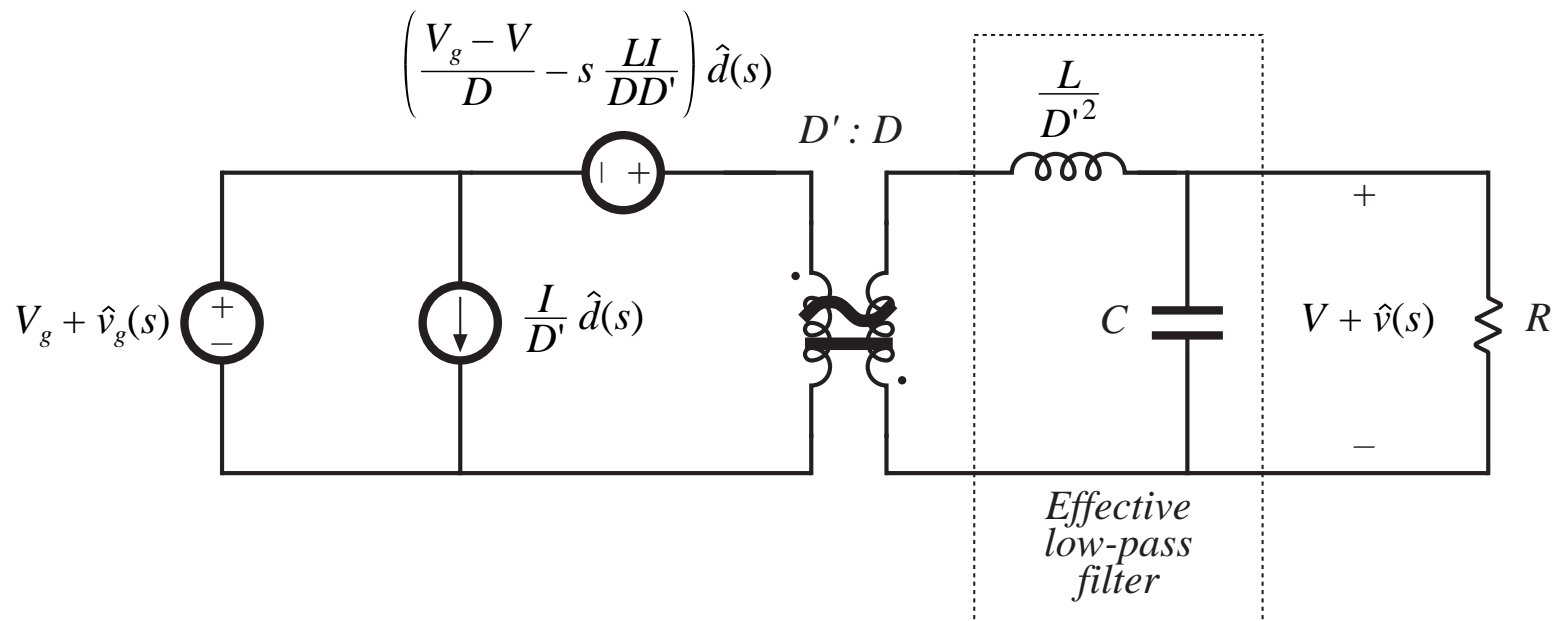 ( (V_g – V)/D – s LI/DD' ) d̂(s)
D' : D
L/D'²
V_g + v̂_g(s)
+
–
I/D' d̂(s)
– +
C
+
V + v̂(s)
–
R
Effective
low-pass
filter